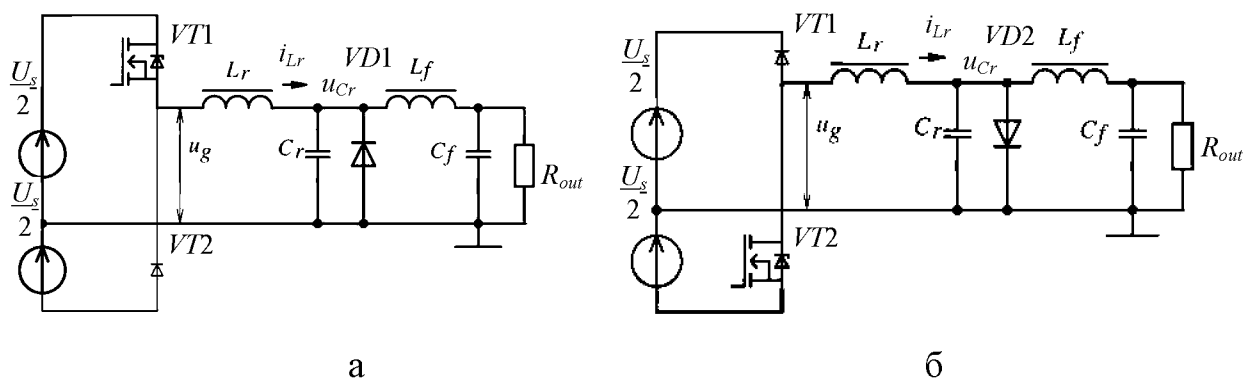 VT1
i_Lr
VD1
L_r
u_Cr
L_f
U_s
2
u_g
C_r
C_f
R_out
U_s
2
VT2
а
VT1
i_Lr
VD2
L_r
u_Cr
L_f
U_s
2
u_g
C_r
C_f
R_out
U_s
2
VT2
б